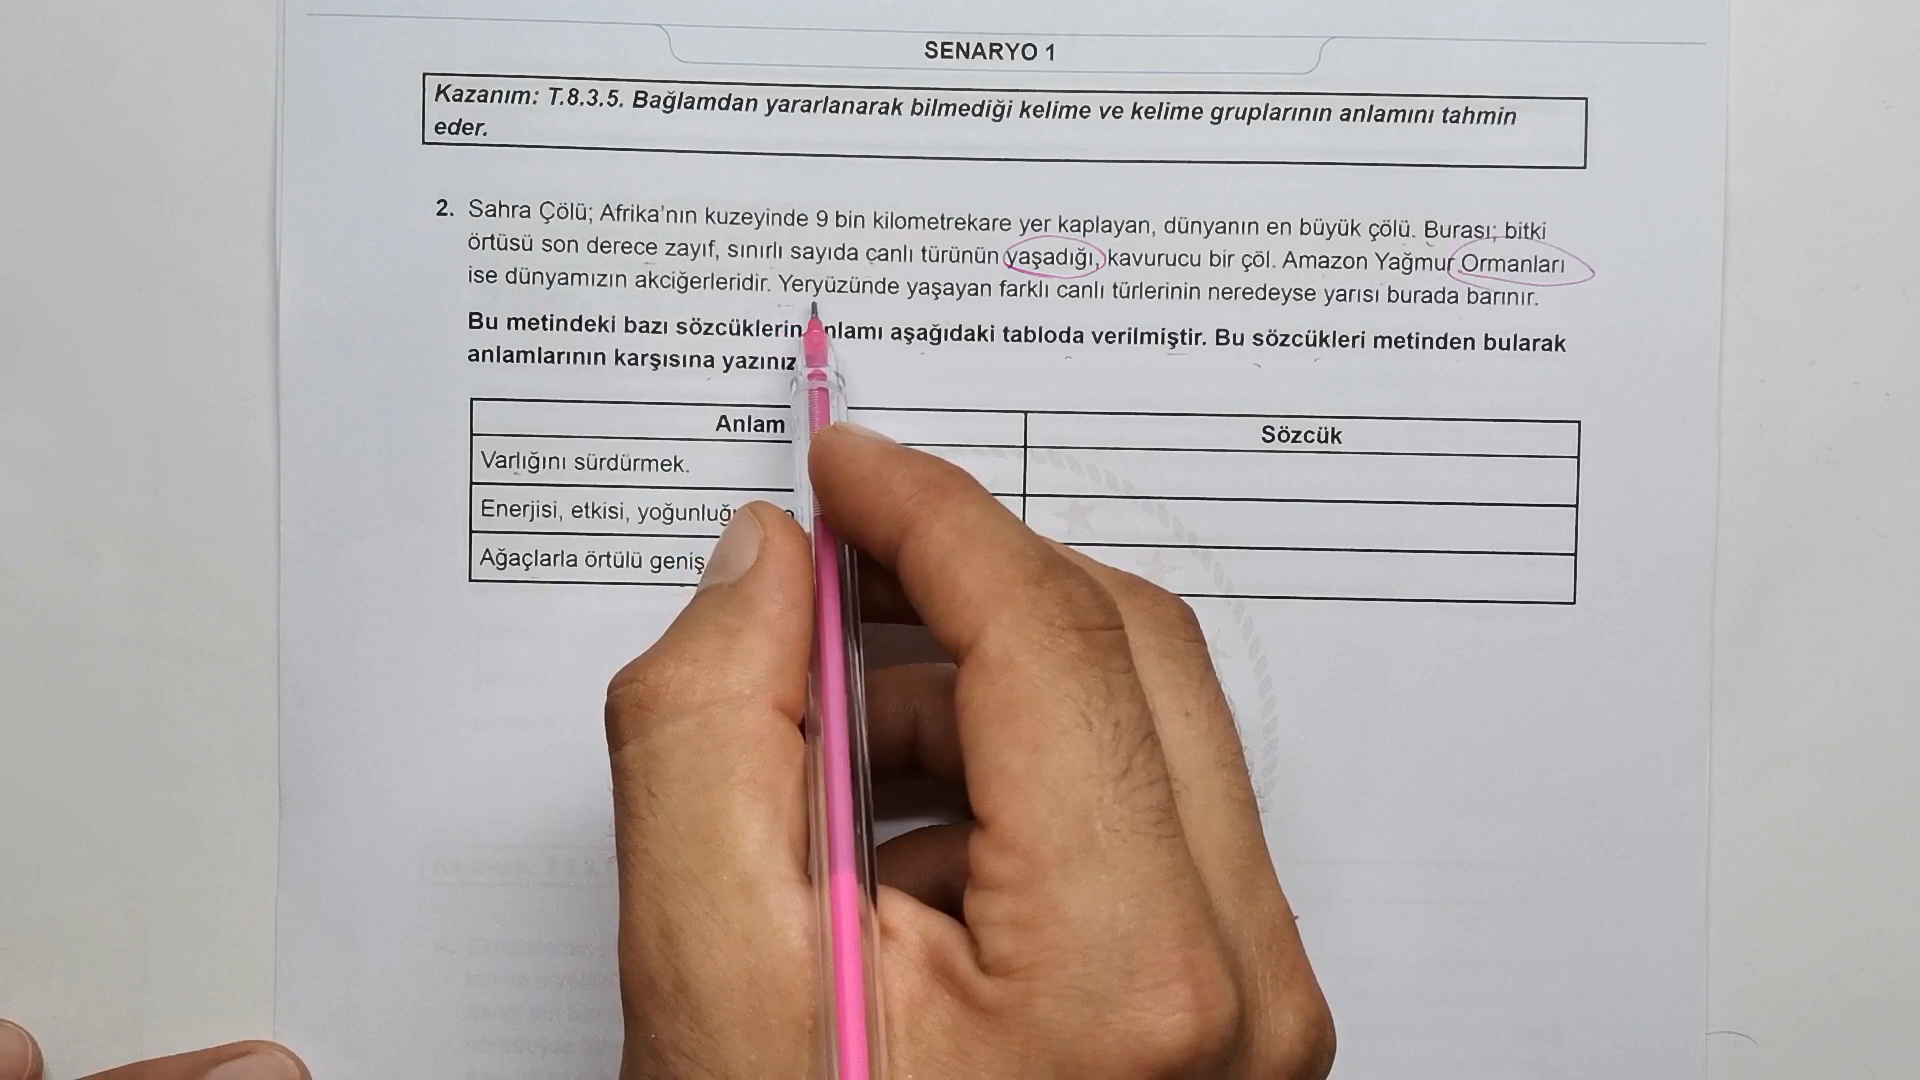 SENARYO 1
Kazanım: T.8.3.5. Bağlamdan yararlanarak bilmediği kelime ve kelime gruplarının anlamını tahmin
eder.
2. Sahra Çölü; Afrika'nın kuzeyinde 9 bin kilometrekare yer kaplayan, dünyanın en büyük çölü. Burası; bitki
örtüsü son derece zayıf, sınırlı sayıda canlı türünün yaşadığı, kavurucu bir çöl. Amazon Yağmur Ormanları
ise dünyamızın akciğerleridir. Yeryüzünde yaşayan farklı canlı türlerinin neredeyse yarısı burada barınır.
Bu metindeki bazı sözcüklerin anlamı aşağıdaki tabloda verilmiştir. Bu sözcükleri metinden bularak
anlamlarının karşısına yazınız
Anlam
Sözcük
Varlığını sürdürmek.
Enerjisi, etkisi, yoğunluğu
Ağaçlarla örtülü geniş